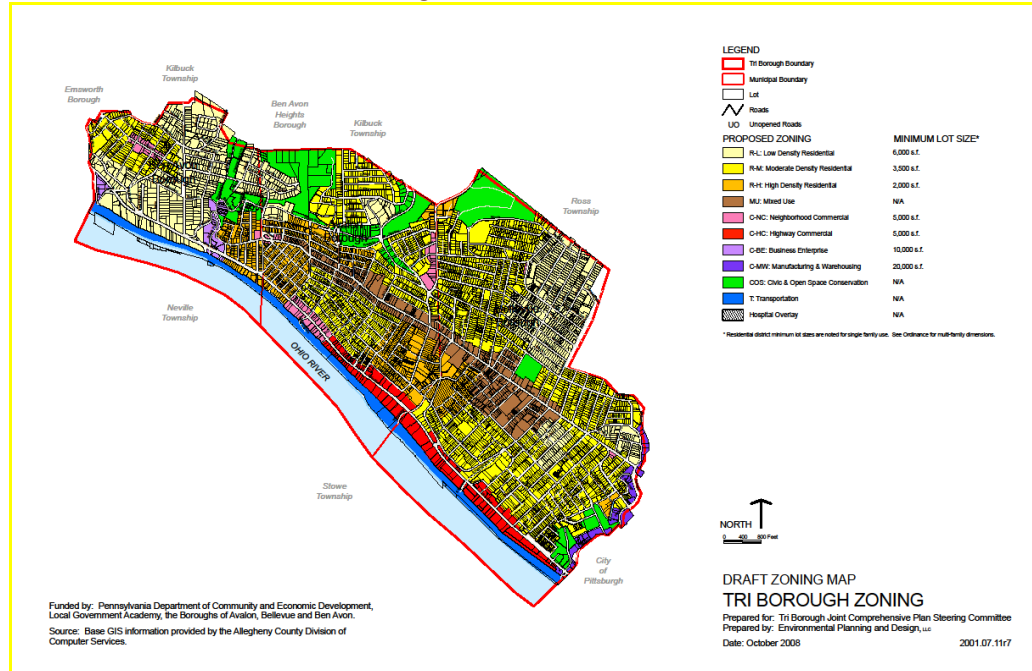 Kilbuck
Township
Emsworth
Borough
Ben Avon
Heights
Borough
Kilbuck
Township
Ross
Township
Neville
Township
OHIO RIVER
Stowe
Township
City
of
Pittsburgh
LEGEND
Tri Borough Boundary
Municipal Boundary
Lot
Roads
UO Unopened Roads
PROPOSED ZONING MINIMUM LOT SIZE*
R-L: Low Density Residential 6,000 s.f.
R-M: Moderate Density Residential 3,500 s.f.
R-H: High Density Residential 2,000 s.f.
MU: Mixed Use N/A
C-NC: Neighborhood Commercial 5,000 s.f.
C-HC: Highway Commercial 5,000 s.f.
C-BE: Business Enterprise 10,000 s.f.
C-MW: Manufacturing & Warehousing 20,000 s.f.
COS: Civic & Open Space Conservation N/A
T: Transportation N/A
Hospital Overlay N/A
* Residential district minimum lot sizes are noted for single family use. See Ordinance for multi-family dimensions.
NORTH
0 400 800 Feet
DRAFT ZONING MAP
TRI BOROUGH ZONING
Prepared for: Tri Borough Joint Comprehensive Plan Steering Committee
Prepared by: Environmental Planning and Design, LLC
Date: October 2008 2001.07.11r7
Funded by: Pennsylvania Department of Community and Economic Development,
Local Government Academy, the Boroughs of Avalon, Bellevue and Ben Avon.
Source: Base GIS information provided by the Allegheny County Division of
Computer Services.